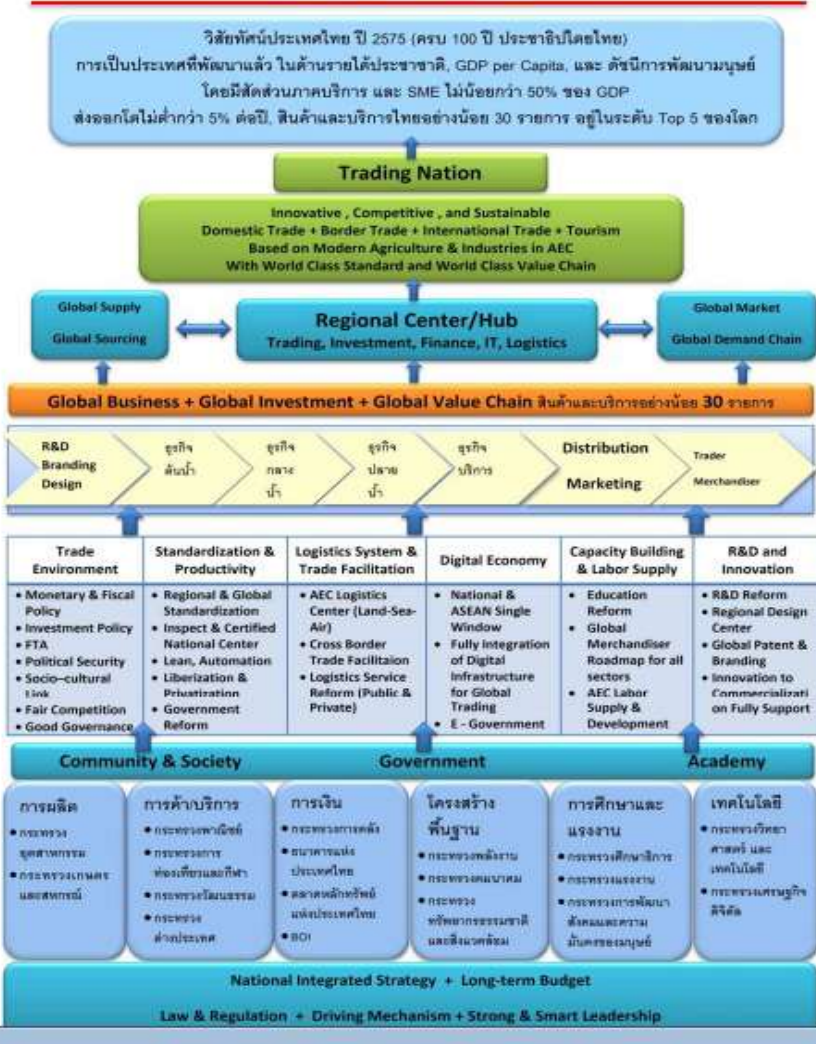 วิสัยทัศน์ประเทศไทย ปี 2575 (ครบ 100 ปี ประชาธิปไตยไทย)
การเป็นประเทศที่พัฒนาแล้ว ในด้านรายได้ประชาชาติ, GDP per Capita, และ ดัชนีการพัฒนามนุษย์
โดยมีสัดส่วนภาคบริการ และ SME ไม่น้อยกว่า 50% ของ GDP
ส่งออกโตไม่ต่ำกว่า 5% ต่อปี, สินค้าและบริการไทยอย่างน้อย 30 รายการ อยู่ในระดับ Top 5 ของโลก
Trading Nation
Innovative , Competitive , and Sustainable
Domestic Trade + Border Trade + International Trade + Tourism
Based on Modern Agriculture & Industries in AEC
With World Class Standard and World Class Value Chain
Global Supply
Global Sourcing
Regional Center/Hub
Trading, Investment, Finance, IT, Logistics
Global Market
Global Demand Chain
Global Business + Global Investment + Global Value Chain สินค้าและบริการอย่างน้อย 30 รายการ
R&D
Branding
Design
ธุรกิจ
ต้นน้ำ
ธุรกิจ
กลาง
น้ำ
ธุรกิจ
ปลาย
น้ำ
ธุรกิจ
บริการ
Distribution
Marketing
Trader
Merchandiser
Trade
Environment
• Monetary & Fiscal
Policy
• Investment Policy
• FTA
• Political Security
• Socio–cultural
Link
• Fair Competition
• Good Governance
Standardization &
Productivity
• Regional & Global
Standardization
• Inspect & Certified
National Center
• Lean, Automation
• Liberization &
Privatization
• Government
Reform
Logistics System &
Trade Facilitation
• AEC Logistics
Center (Land-Sea-
Air)
• Cross Border
Trade Facilitaion
• Logistics Service
Reform (Public &
Private)
Digital Economy
• National &
ASEAN Single
Window
• Fully Integration
of Digital
Infrastructure
for Global
Trading
• E - Government
Capacity Building
& Labor Supply
• Education
Reform
• Global
Merchandiser
Roadmap for all
sectors
• AEC Labor
Supply &
Development
R&D and
Innovation
• R&D Reform
• Regional Design
Center
• Global Patent &
Branding
• Innovation to
Commercializati
on Fully Support
Community & Society
Government
Academy
การผลิต
• กระทรวง
อุตสาหกรรม
• กระทรวงเกษตร
และสหกรณ์
การค้า/บริการ
• กระทรวงพาณิชย์
• กระทรวงการ
ท่องเที่ยวและกีฬา
• กระทรวงวัฒนธรรม
• กระทรวง
ต่างประเทศ
การเงิน
• กระทรวงการคลัง
• ธนาคารแห่ง
ประเทศไทย
• ตลาดหลักทรัพย์
แห่งประเทศไทย
• BOI
โครงสร้าง
พื้นฐาน
• กระทรวงพลังงาน
• กระทรวงคมนาคม
• กระทรวง
ทรัพยากรธรรมชาติ
และสิ่งแวดล้อม
การศึกษาและ
แรงงาน
• กระทรวงศึกษาธิการ
• กระทรวงแรงงาน
• กระทรวงการพัฒนา
สังคมและความ
มั่นคงของมนุษย์
เทคโนโลยี
• กระทรวงวิทยา
ศาสตร์ และ
เทคโนโลยี
• กระทรวงเศรษฐกิจ
ดิจิตัล
National Integrated Strategy + Long-term Budget
Law & Regulation + Driving Mechanism + Strong & Smart Leadership